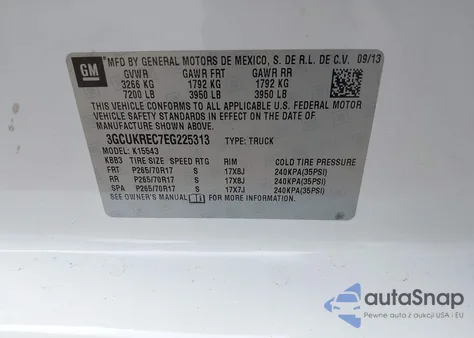 GM
MFD BY GENERAL MOTORS DE MEXICO, S. DE R.L. DE C.V. 09/13
GVWR GAWR FRT GAWR RR
3266 KG 1792 KG 1792 KG
7200 LB 3950 LB 3950 LB
THIS VEHICLE CONFORMS TO ALL APPLICABLE U.S. FEDERAL MOTOR
VEHICLE SAFETY STANDARDS IN EFFECT ON THE DATE OF
MANUFACTURE SHOWN ABOVE.
3GCUKREC7EG225313 TYPE: TRUCK
MODEL: K15543
KBB3 TIRE SIZE SPEED RTG RIM COLD TIRE PRESSURE
FRT P265/70R17 S 17X8J 240KPA(35PSI)
RR P265/70R17 S 17X8J 240KPA(35PSI)
SPA P265/70R17 S 17X7J 240KPA(35PSI)
SEE OWNER'S MANUAL FOR MORE INFORMATION.
autoSnap
Pewne zakupy z aukcji USA i EU